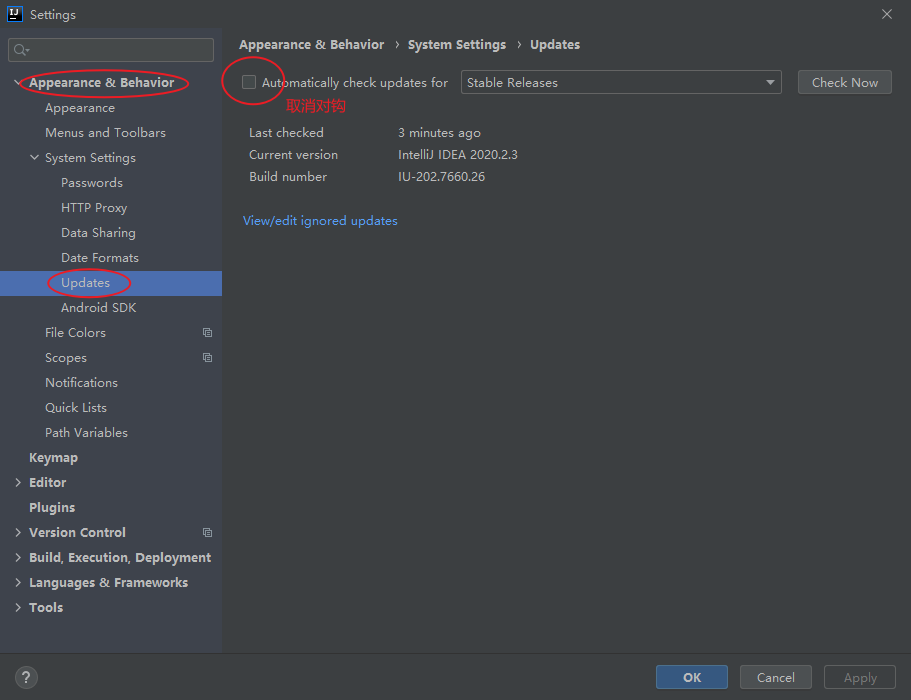 Settings
Appearance & Behavior › System Settings › Updates
Appearance & Behavior
Automatically check updates for
Stable Releases
Check Now
取消对钩
Appearance
Menus and Toolbars
Last checked
3 minutes ago
System Settings
Current version
IntelliJ IDEA 2020.2.3
Passwords
Build number
IU-202.7660.26
HTTP Proxy
View/edit ignored updates
Data Sharing
Date Formats
Updates
Android SDK
File Colors
Scopes
Notifications
Quick Lists
Path Variables
Keymap
Editor
Plugins
Version Control
Build, Execution, Deployment
Languages & Frameworks
Tools
?
OK
Cancel
Apply